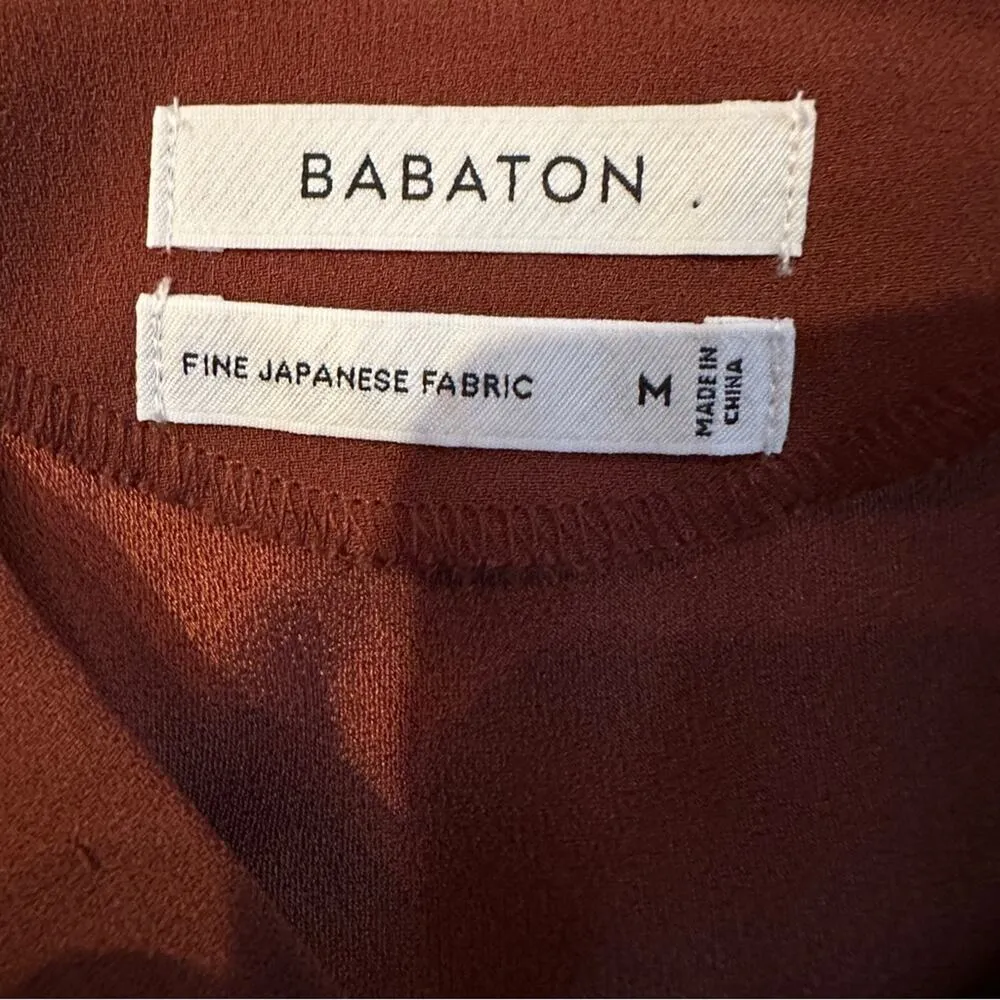 BABATON .
FINE JAPANESE FABRIC M
MADE IN
CHINA